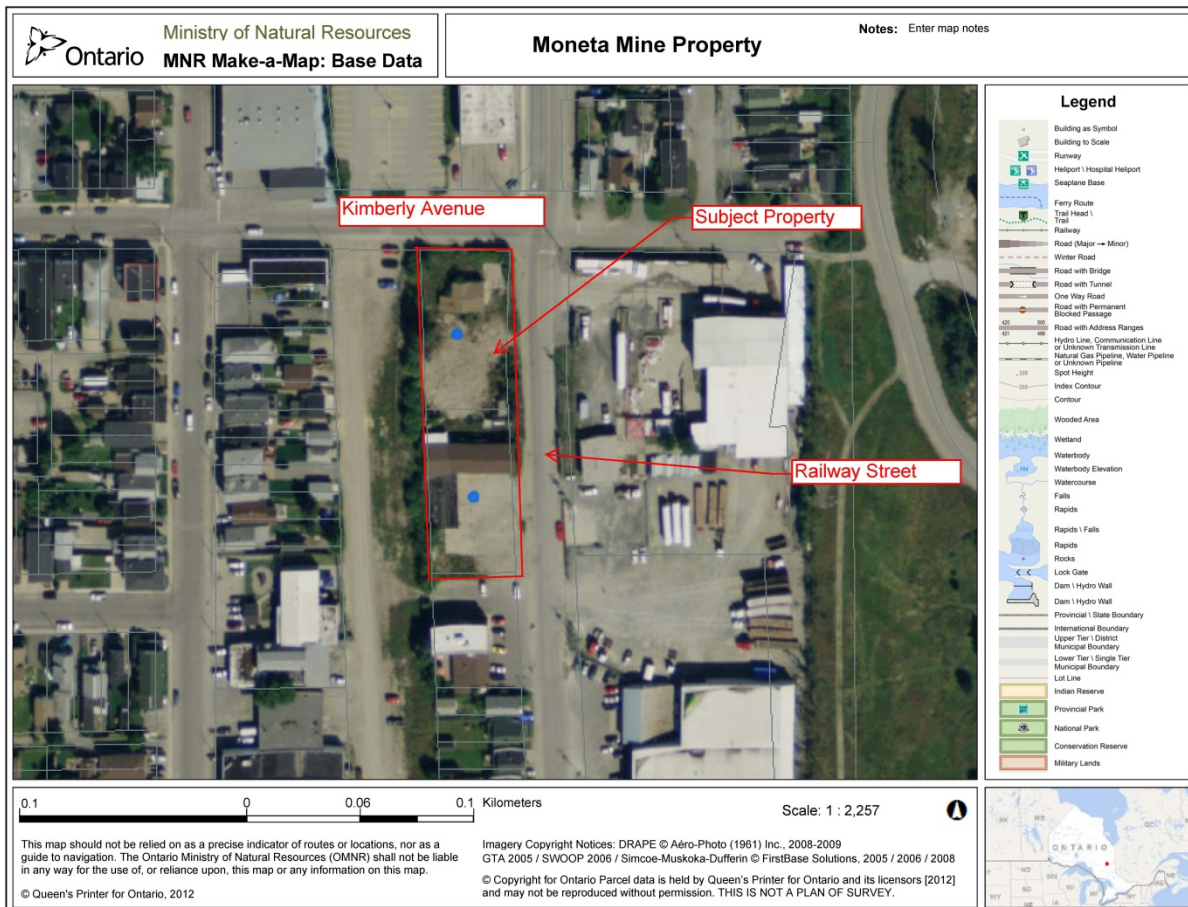 Ontario
Ministry of Natural Resources
MNR Make-a-Map: Base Data
Moneta Mine Property
Notes: Enter map notes
Kimberly Avenue
Subject Property
Railway Street
Legend
Building as Symbol
Building to Scale
Runway
Heliport \ Hospital Heliport
Seaplane Base
Ferry Route
Trail Head \
Trail
Railway
Road (Major → Minor)
Winter Road
Road with Bridge
Road with Tunnel
One Way Road
Road with Permanent
Blocked Passage
Road with Address Ranges
Hydro Line, Communication Line
or Unknown Transmission Line
Natural Gas Pipeline, Water Pipeline
or Unknown Pipeline
Spot Height
Index Contour
Contour
Wooded Area
Wetland
Waterbody
Waterbody Elevation
Watercourse
Falls
Rapids
Rapids \ Falls
Rapids
Rocks
Lock Gate
Dam \ Hydro Wall
Dam \ Hydro Wall
Provincial \ State Boundary
International Boundary
Upper Tier \ District
Municipal Boundary
Lower Tier \ Single Tier
Municipal Boundary
Lot Line
Indian Reserve
Provincial Park
National Park
Conservation Reserve
Military Lands
0.1 0 0.06 0.1 Kilometers
Scale: 1 : 2,257
This map should not be relied on as a precise indicator of routes or locations, nor as a
guide to navigation. The Ontario Ministry of Natural Resources (OMNR) shall not be liable
in any way for the use of, or reliance upon, this map or any information on this map.
© Queen's Printer for Ontario, 2012
Imagery Copyright Notices: DRAPE © Aéro-Photo (1961) Inc., 2008-2009
GTA 2005 / SWOOP 2006 / Simcoe-Muskoka-Dufferin © FirstBase Solutions, 2005 / 2006 / 2008
© Copyright for Ontario Parcel data is held by Queen's Printer for Ontario and its licensors [2012]
and may not be reproduced without permission. THIS IS NOT A PLAN OF SURVEY.
ONTARIO